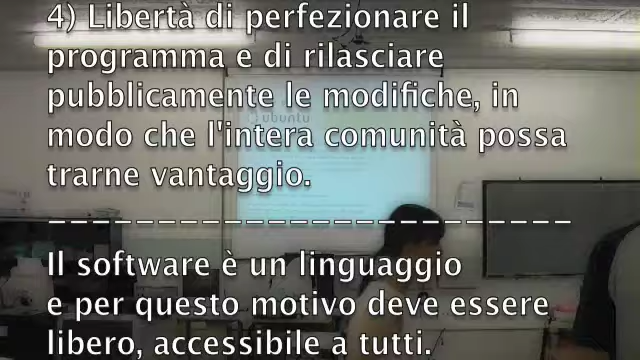 4) Libertà di perfezionare il
programma e di rilasciare
pubblicamente le modifiche, in
modo che l'intera comunità possa
trarne vantaggio.
--------------------------
Il software è un linguaggio
e per questo motivo deve essere
libero, accessibile a tutti.
ubuntu